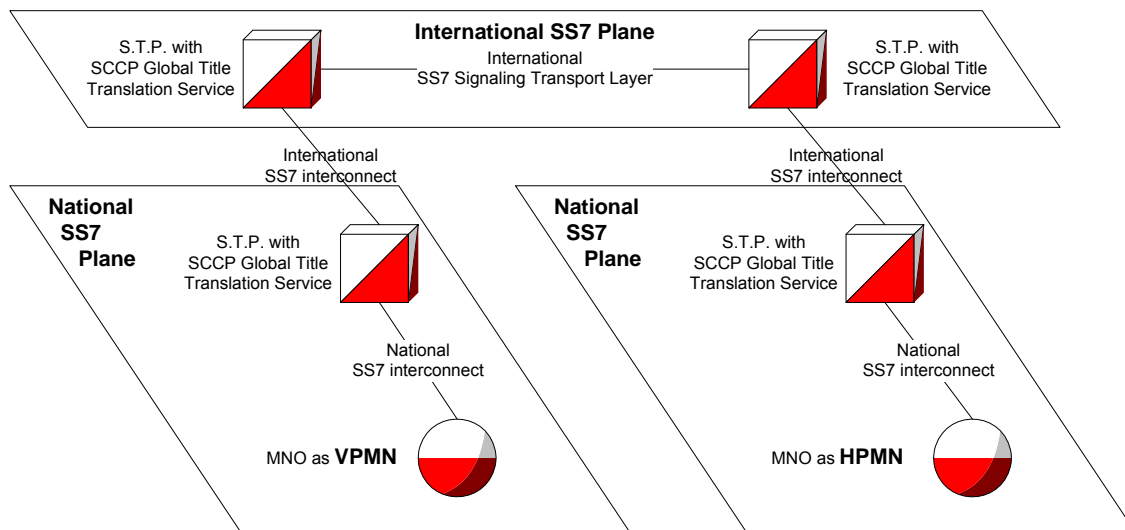 International SS7 Plane
S.T.P. with
SCCP Global Title
Translation Service
International
SS7 Signaling Transport Layer
S.T.P. with
SCCP Global Title
Translation Service
International
SS7 interconnect
International
SS7 interconnect
National
SS7
Plane
S.T.P. with
SCCP Global Title
Translation Service
National
SS7 interconnect
MNO as VPMN
National
SS7
Plane
S.T.P. with
SCCP Global Title
Translation Service
National
SS7 interconnect
MNO as HPMN